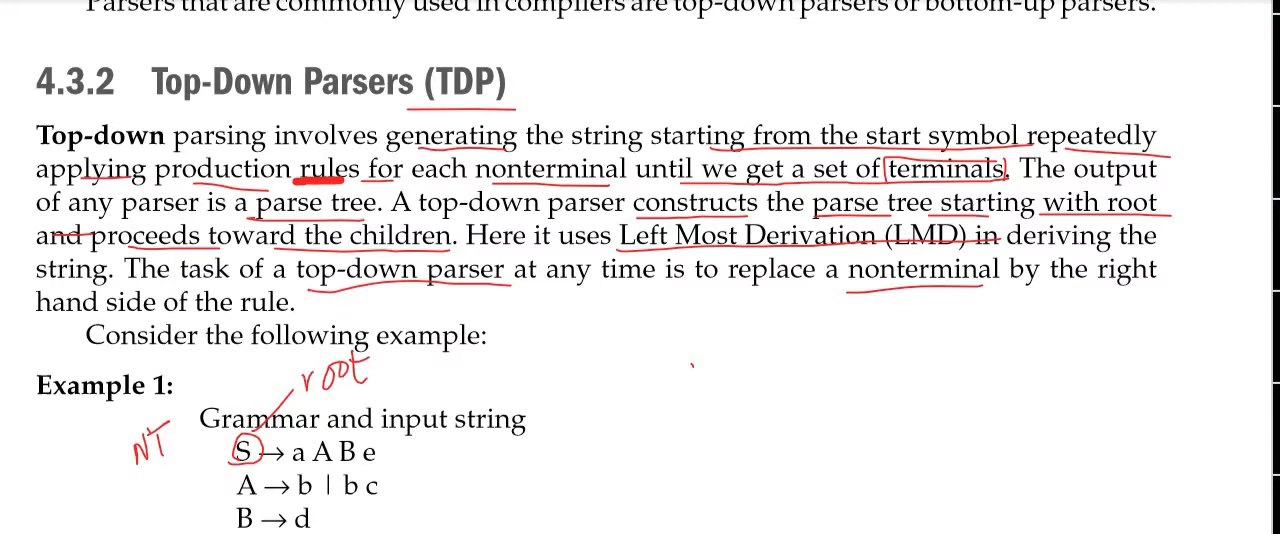 Parsers that are commonly used in compilers are top-down parsers or bottom-up parsers.
4.3.2 Top-Down Parsers (TDP)
Top-down parsing involves generating the string starting from the start symbol repeatedly
applying production rules for each nonterminal until we get a set of terminals. The output
of any parser is a parse tree. A top-down parser constructs the parse tree starting with root
and proceeds toward the children. Here it uses Left Most Derivation (LMD) in deriving the
string. The task of a top-down parser at any time is to replace a nonterminal by the right
hand side of the rule.
Consider the following example:
root
Example 1:
Grammar and input string
NT
S → a A B e
A → b | b c
B → d